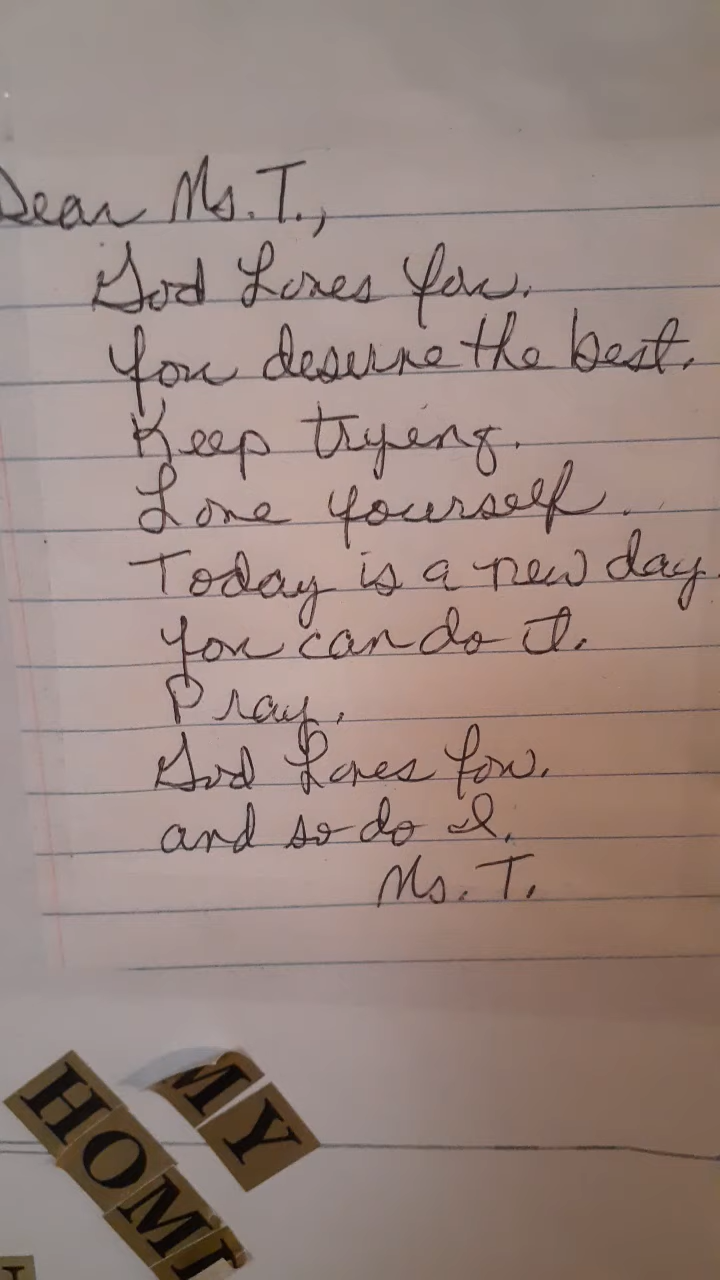 Dear Ms. T.,
God Loves You.
You deserve the best.
Keep trying.
Love yourself.
Today is a new day.
You can do it.
Pray.
God Loves You.
and so do I.
Ms. T.
MY
HOME